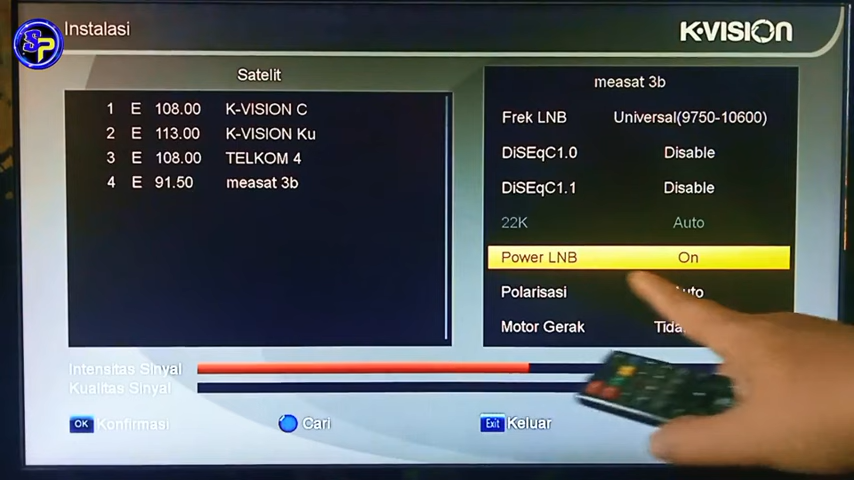 SP
Instalasi
K-VISION
Satelit
1 E 108.00 K-VISION C
2 E 113.00 K-VISION Ku
3 E 108.00 TELKOM 4
4 E 91.50 measat 3b
measat 3b
Frek LNB Universal(9750-10600)
DiSEqC1.0 Disable
DiSEqC1.1 Disable
22K Auto
Power LNB On
Polarisasi
Motor Gerak
Intensitas Sinyal
Kualitas Sinyal
OK Konfirmasi
Cari
Exit Keluar